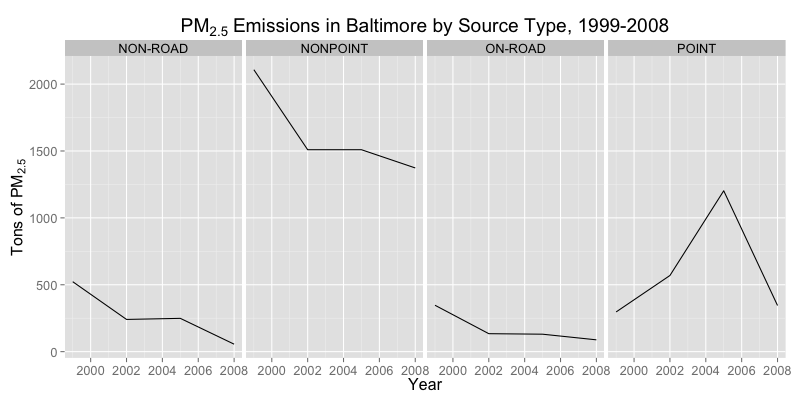 PM2.5 Emissions in Baltimore by Source Type, 1999-2008
NON-ROAD NONPOINT ON-ROAD POINT
2000
1500
1000
500
0
Tons of PM2.5
2000 2002 2004 2006 2008 2000 2002 2004 2006 2008 2000 2002 2004 2006 2008 2000 2002 2004 2006 2008
Year